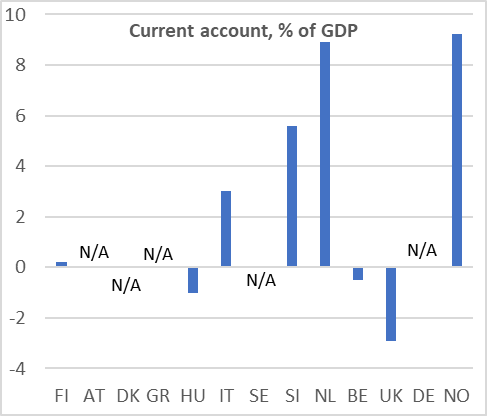 Current account, % of GDP
10
8
6
4
2
0
-2
-4
N/A
N/A
N/A
N/A
N/A
FI AT DK GR HU IT SE SI NL BE UK DE NO